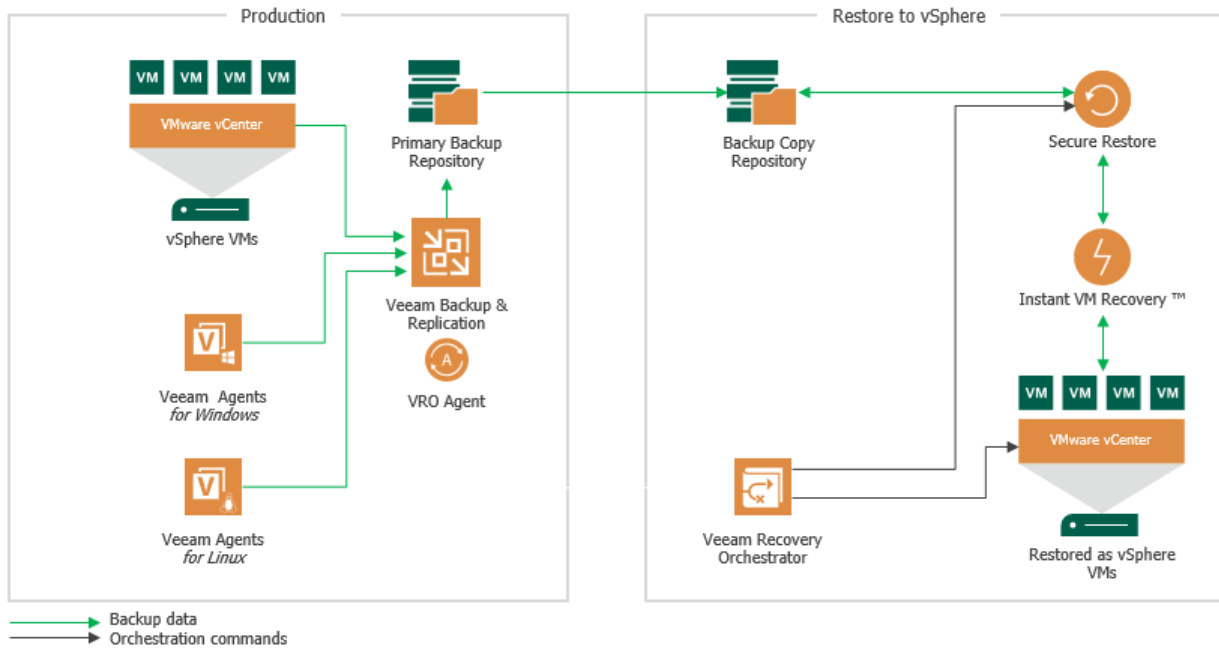 Production
VM VM VM VM
VMware vCenter
vSphere VMs
Primary Backup
Repository
Veeam Backup &
Replication
A
VRO Agent
V
Veeam  Agents
for Windows
V
Veeam Agents
for Linux
Restore to vSphere
Backup Copy
Repository
Secure Restore
Instant VM Recovery ™
VM VM VM VM
VMware vCenter
Restored as vSphere
VMs
Veeam Recovery
Orchestrator
Backup data
Orchestration commands